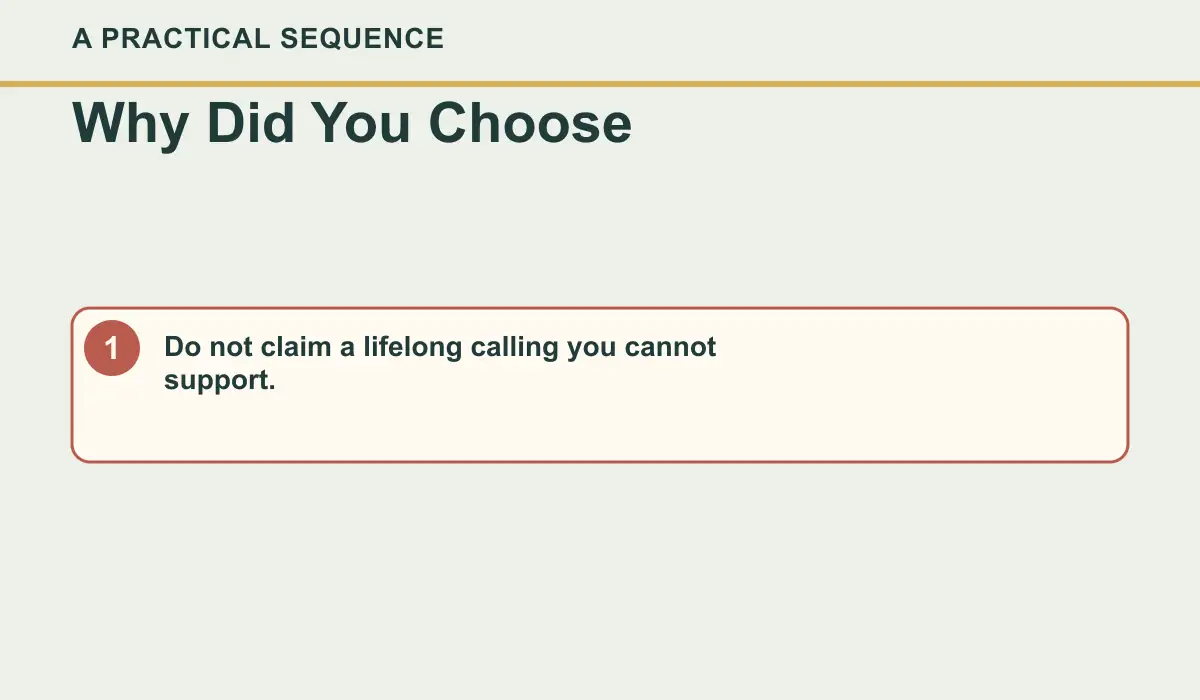 A PRACTICAL SEQUENCE
Why Did You Choose
1
Do not claim a lifelong calling you cannot
support.